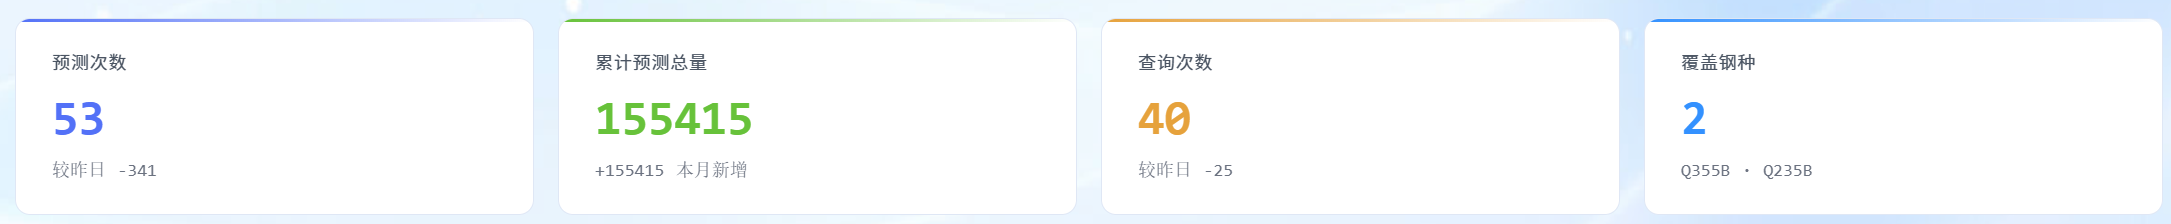 预测次数
53
较昨日 -341
累计预测总量
155415
+155415 本月新增
查询次数
40
较昨日 -25
覆盖钢种
2
Q355B · Q235B